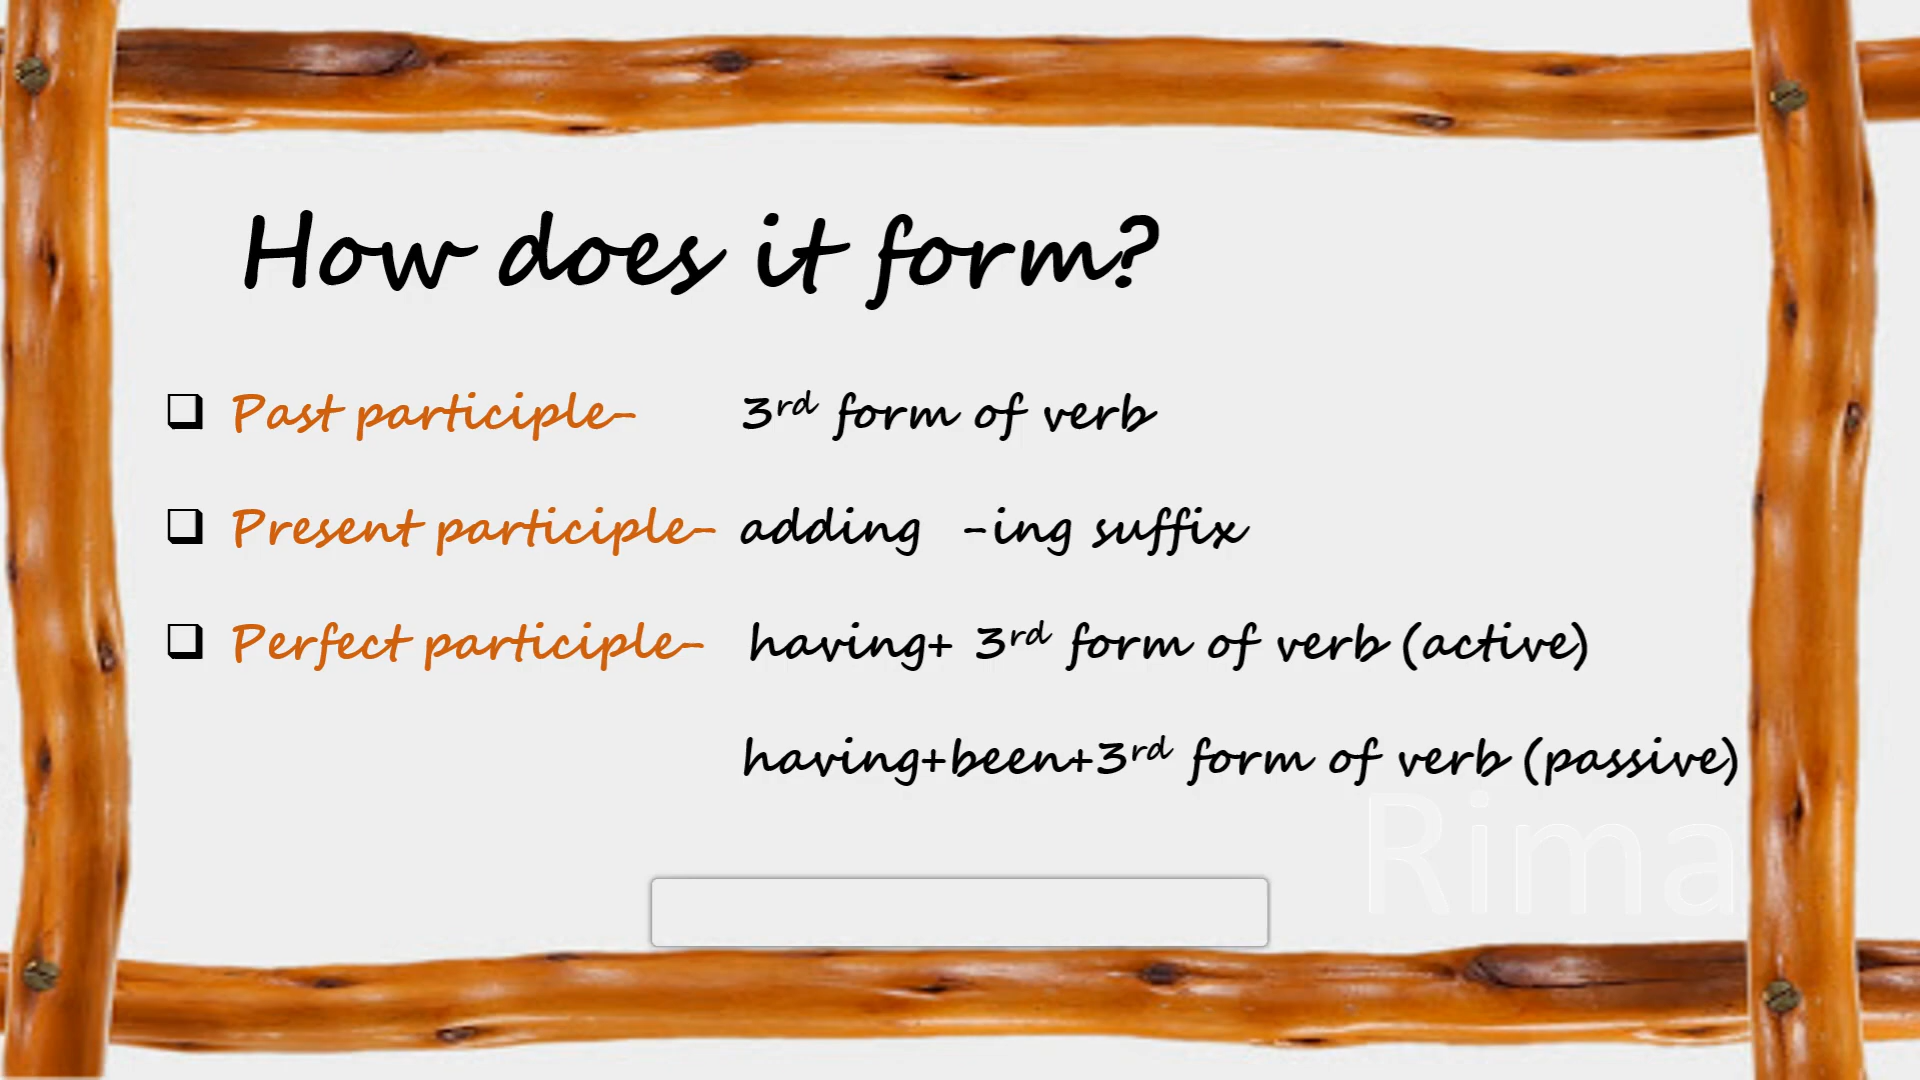 How does it form?
Past participle- 3rd form of verb
Present participle- adding -ing suffix
Perfect participle- having+ 3rd form of verb (active)
having+been+3rd form of verb (passive)
Rima